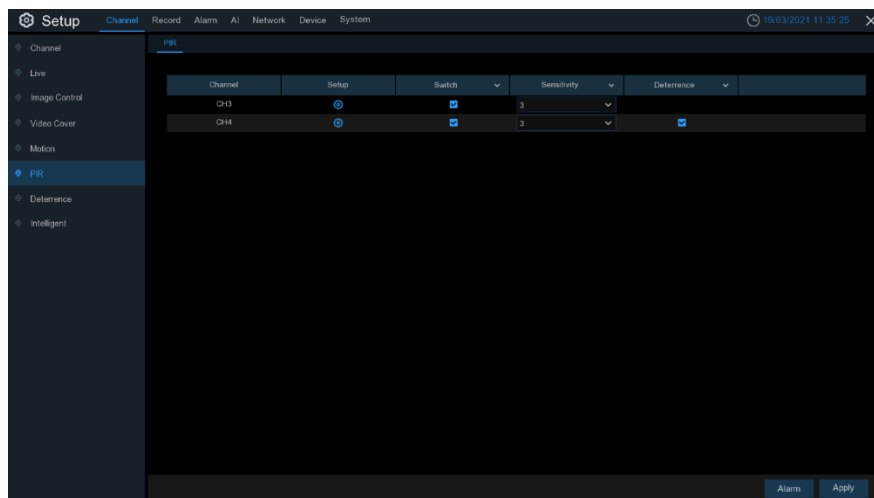 Setup Channel Record Alarm AI Network Device System 19/03/2021 11:35:25
Channel
PIR
Live
Image Control
Video Cover
Motion
PIR
Deterrence
Intelligent
Channel Setup Switch Sensitivity Deterrence
CH3 3
CH4 3
Alarm Apply